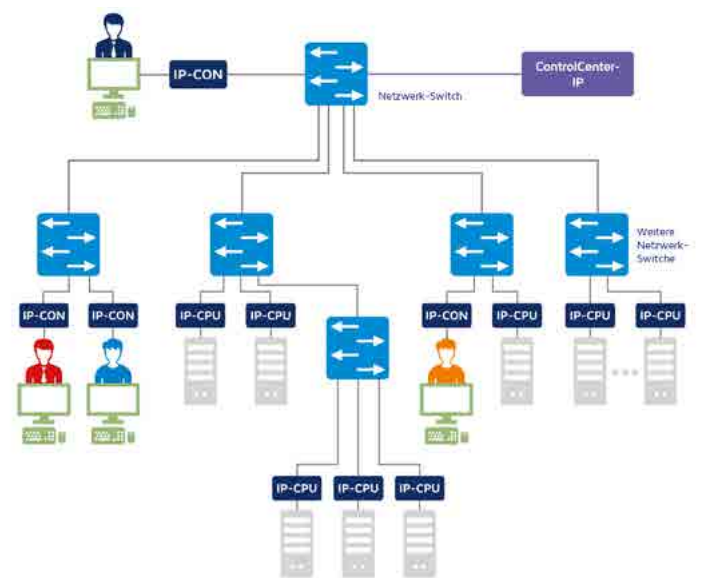 IP-CON
ControlCenter-
IP
Netzwerk-Switch
Weitere
Netzwerk-
Switche
IP-CON
IP-CON
IP-CPU
IP-CPU
IP-CON
IP-CPU
IP-CPU
IP-CPU
IP-CPU
IP-CPU
IP-CPU